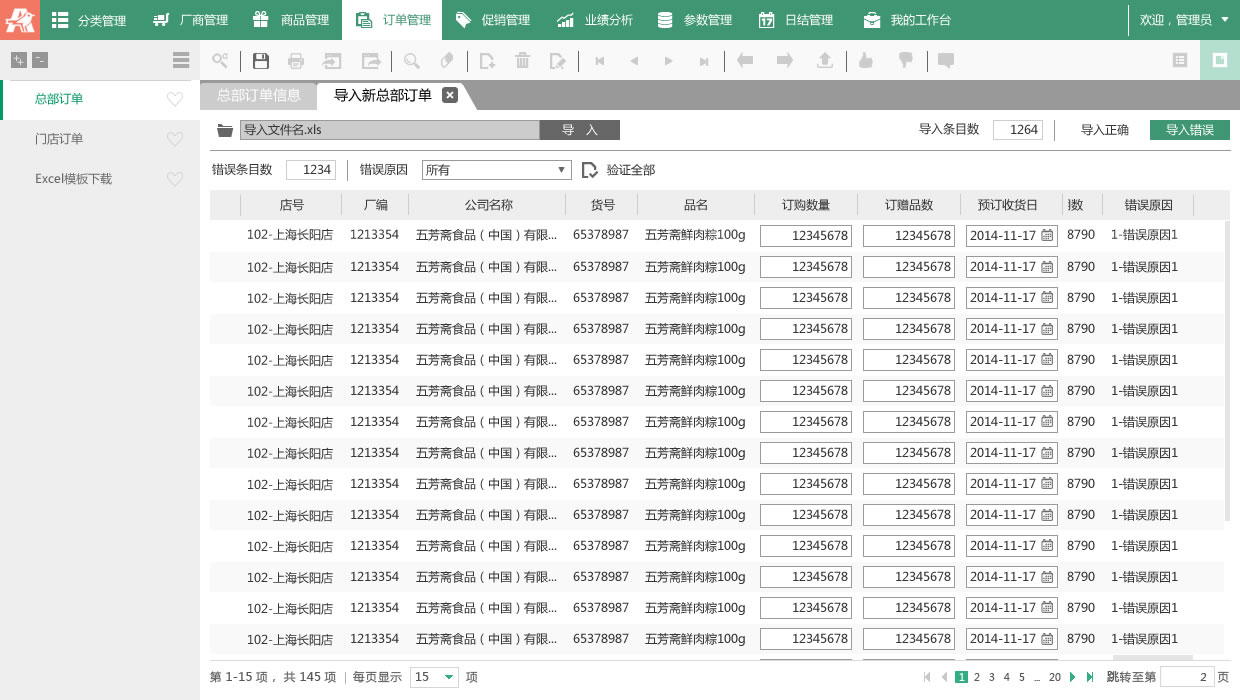 分类管理 厂商管理 商品管理 订单管理 促销管理 业绩分析 参数管理 日结管理 我的工作台 欢迎，管理员
总部订单
门店订单
Excel模板下载
总部订单信息 导入新总部订单
导入文件名.xls 导 入 导入条目数 1264 导入正确 导入错误
错误条目数 1234 错误原因 所有 验证全部
店号 厂编 公司名称 货号 品名 订购数量 订赠品数 预订收货日 数 错误原因
102-上海长阳店 1213354 五芳斋食品（中国）有限... 65378987 五芳斋鲜肉粽100g 12345678 12345678 2014-11-17 8790 1-错误原因1
102-上海长阳店 1213354 五芳斋食品（中国）有限... 65378987 五芳斋鲜肉粽100g 12345678 12345678 2014-11-17 8790 1-错误原因1
102-上海长阳店 1213354 五芳斋食品（中国）有限... 65378987 五芳斋鲜肉粽100g 12345678 12345678 2014-11-17 8790 1-错误原因1
102-上海长阳店 1213354 五芳斋食品（中国）有限... 65378987 五芳斋鲜肉粽100g 12345678 12345678 2014-11-17 8790 1-错误原因1
102-上海长阳店 1213354 五芳斋食品（中国）有限... 65378987 五芳斋鲜肉粽100g 12345678 12345678 2014-11-17 8790 1-错误原因1
102-上海长阳店 1213354 五芳斋食品（中国）有限... 65378987 五芳斋鲜肉粽100g 12345678 12345678 2014-11-17 8790 1-错误原因1
102-上海长阳店 1213354 五芳斋食品（中国）有限... 65378987 五芳斋鲜肉粽100g 12345678 12345678 2014-11-17 8790 1-错误原因1
102-上海长阳店 1213354 五芳斋食品（中国）有限... 65378987 五芳斋鲜肉粽100g 12345678 12345678 2014-11-17 8790 1-错误原因1
102-上海长阳店 1213354 五芳斋食品（中国）有限... 65378987 五芳斋鲜肉粽100g 12345678 12345678 2014-11-17 8790 1-错误原因1
102-上海长阳店 1213354 五芳斋食品（中国）有限... 65378987 五芳斋鲜肉粽100g 12345678 12345678 2014-11-17 8790 1-错误原因1
102-上海长阳店 1213354 五芳斋食品（中国）有限... 65378987 五芳斋鲜肉粽100g 12345678 12345678 2014-11-17 8790 1-错误原因1
102-上海长阳店 1213354 五芳斋食品（中国）有限... 65378987 五芳斋鲜肉粽100g 12345678 12345678 2014-11-17 8790 1-错误原因1
102-上海长阳店 1213354 五芳斋食品（中国）有限... 65378987 五芳斋鲜肉粽100g 12345678 12345678 2014-11-17 8790 1-错误原因1
102-上海长阳店 1213354 五芳斋食品（中国）有限... 65378987 五芳斋鲜肉粽100g 12345678 12345678 2014-11-17 8790 1-错误原因1
第 1-15 项，共 145 项 | 每页显示 15 项 1 2 3 4 5 ... 20 跳转至第 2 页